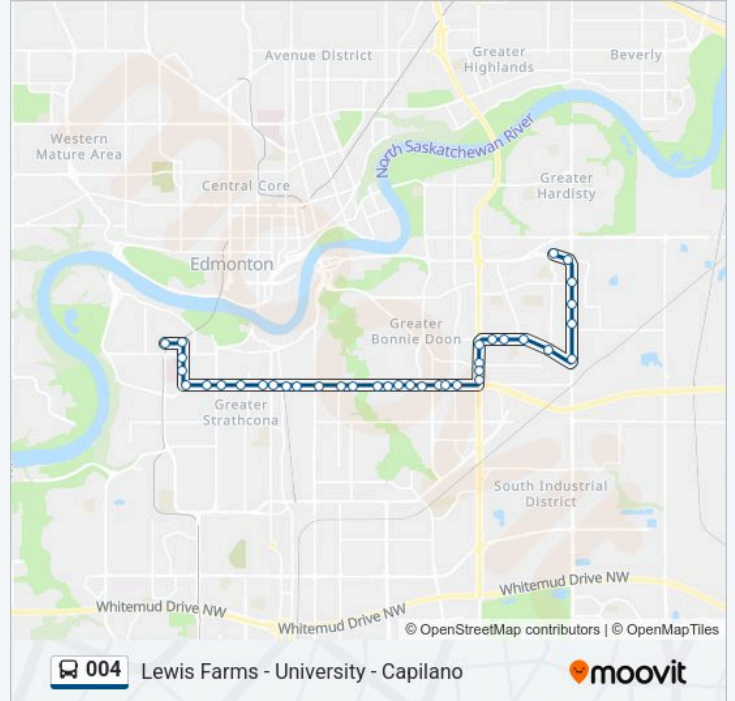 Avenue District
Greater
Highlands
Beverly
Western
Mature Area
North Saskatchewan River
Central Core
Greater
Hardisty
Edmonton
Greater
Bonnie Doon
Greater
Strathcona
South Industrial
District
Whitemud Drive NW
Whitemud Drive NW
Whitemud Drive NW
© OpenStreetMap contributors | © OpenMapTiles
004 Lewis Farms - University - Capilano
moovit